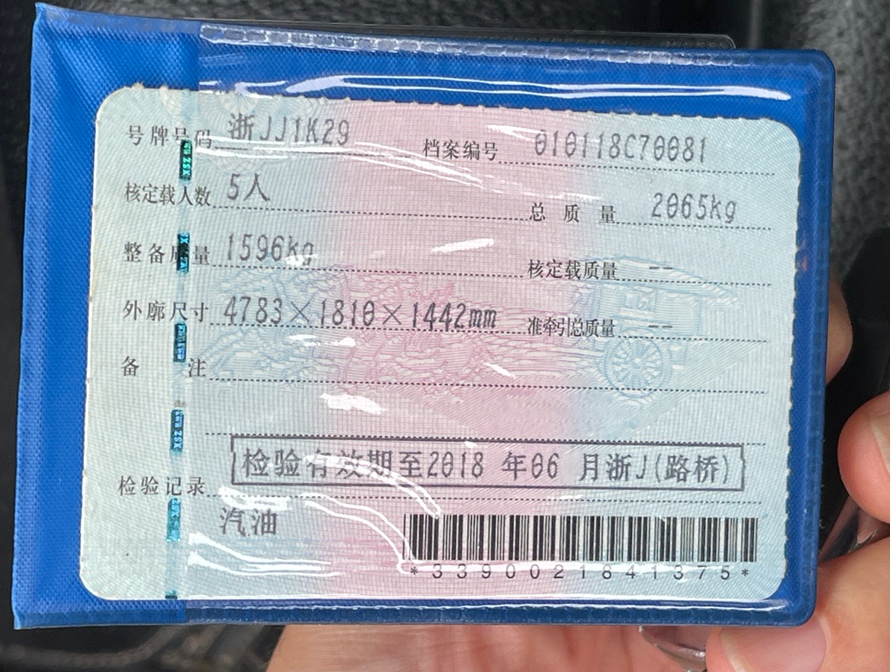 号牌号码 浙JJ1K29 档案编号 010118C70081
核定载人数 5人 总质量 2065kg
整备质量 1596kg 核定载质量 --
外廓尺寸 4783×1810×1442mm 准牵引总质量 --
备注
检验记录 检验有效期至2018 年06 月浙J(路桥)
汽油
*3390021841375*